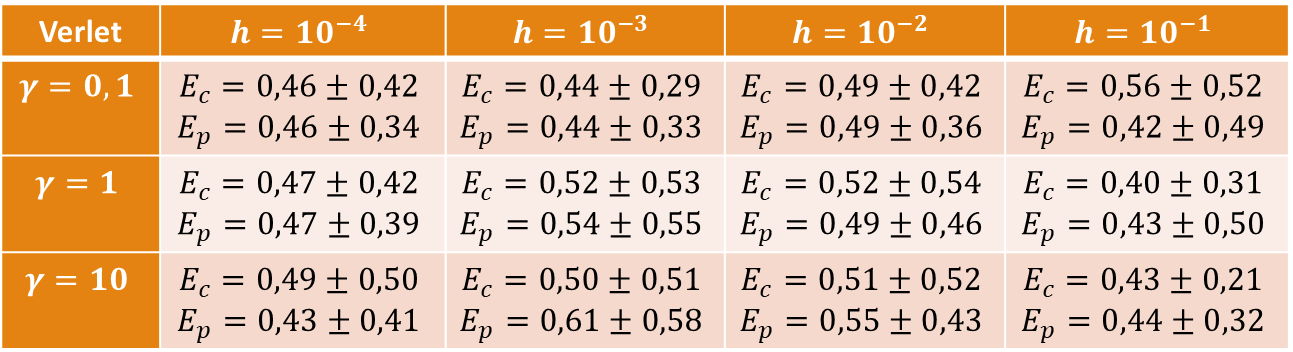 Verlet h = 10⁻⁴ h = 10⁻³ h = 10⁻² h = 10⁻¹
γ = 0,1 E_c = 0,46 ± 0,42 E_c = 0,44 ± 0,29 E_c = 0,49 ± 0,42 E_c = 0,56 ± 0,52
E_p = 0,46 ± 0,34 E_p = 0,44 ± 0,33 E_p = 0,49 ± 0,36 E_p = 0,42 ± 0,49
γ = 1 E_c = 0,47 ± 0,42 E_c = 0,52 ± 0,53 E_c = 0,52 ± 0,54 E_c = 0,40 ± 0,31
E_p = 0,47 ± 0,39 E_p = 0,54 ± 0,55 E_p = 0,49 ± 0,46 E_p = 0,43 ± 0,50
γ = 10 E_c = 0,49 ± 0,50 E_c = 0,50 ± 0,51 E_c = 0,51 ± 0,52 E_c = 0,43 ± 0,21
E_p = 0,43 ± 0,41 E_p = 0,61 ± 0,58 E_p = 0,55 ± 0,43 E_p = 0,44 ± 0,32